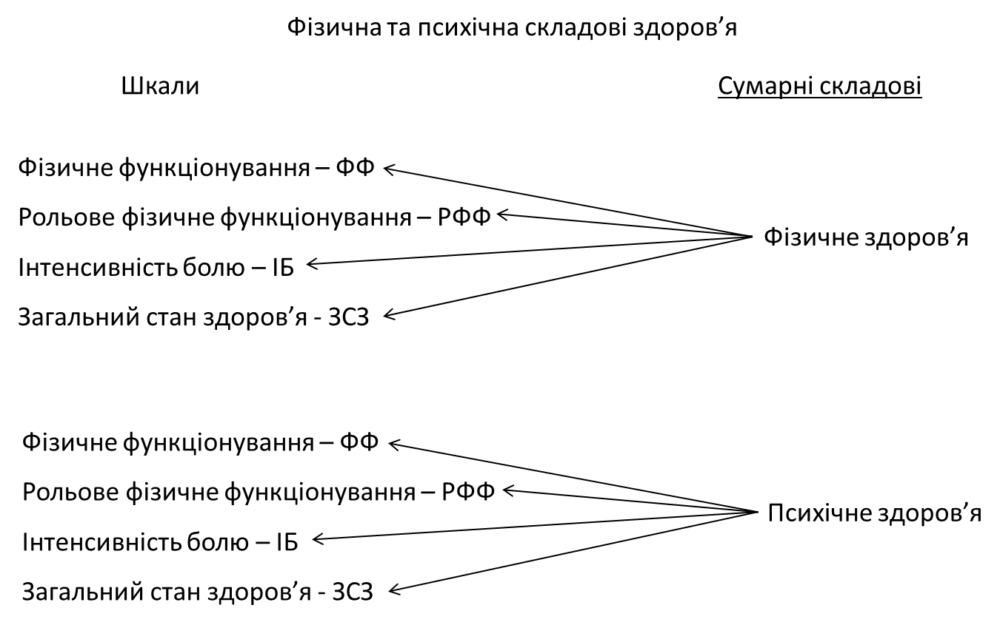 Фізична та психічна складові здоров’я
Шкали
Сумарні складові
Фізичне функціонування – ФФ
Рольове фізичне функціонування – РФФ
Фізичне здоров’я
Інтенсивність болю – ІБ
Загальний стан здоров’я - ЗСЗ
Фізичне функціонування – ФФ
Рольове фізичне функціонування – РФФ
Психічне здоров’я
Інтенсивність болю – ІБ
Загальний стан здоров’я - ЗСЗ